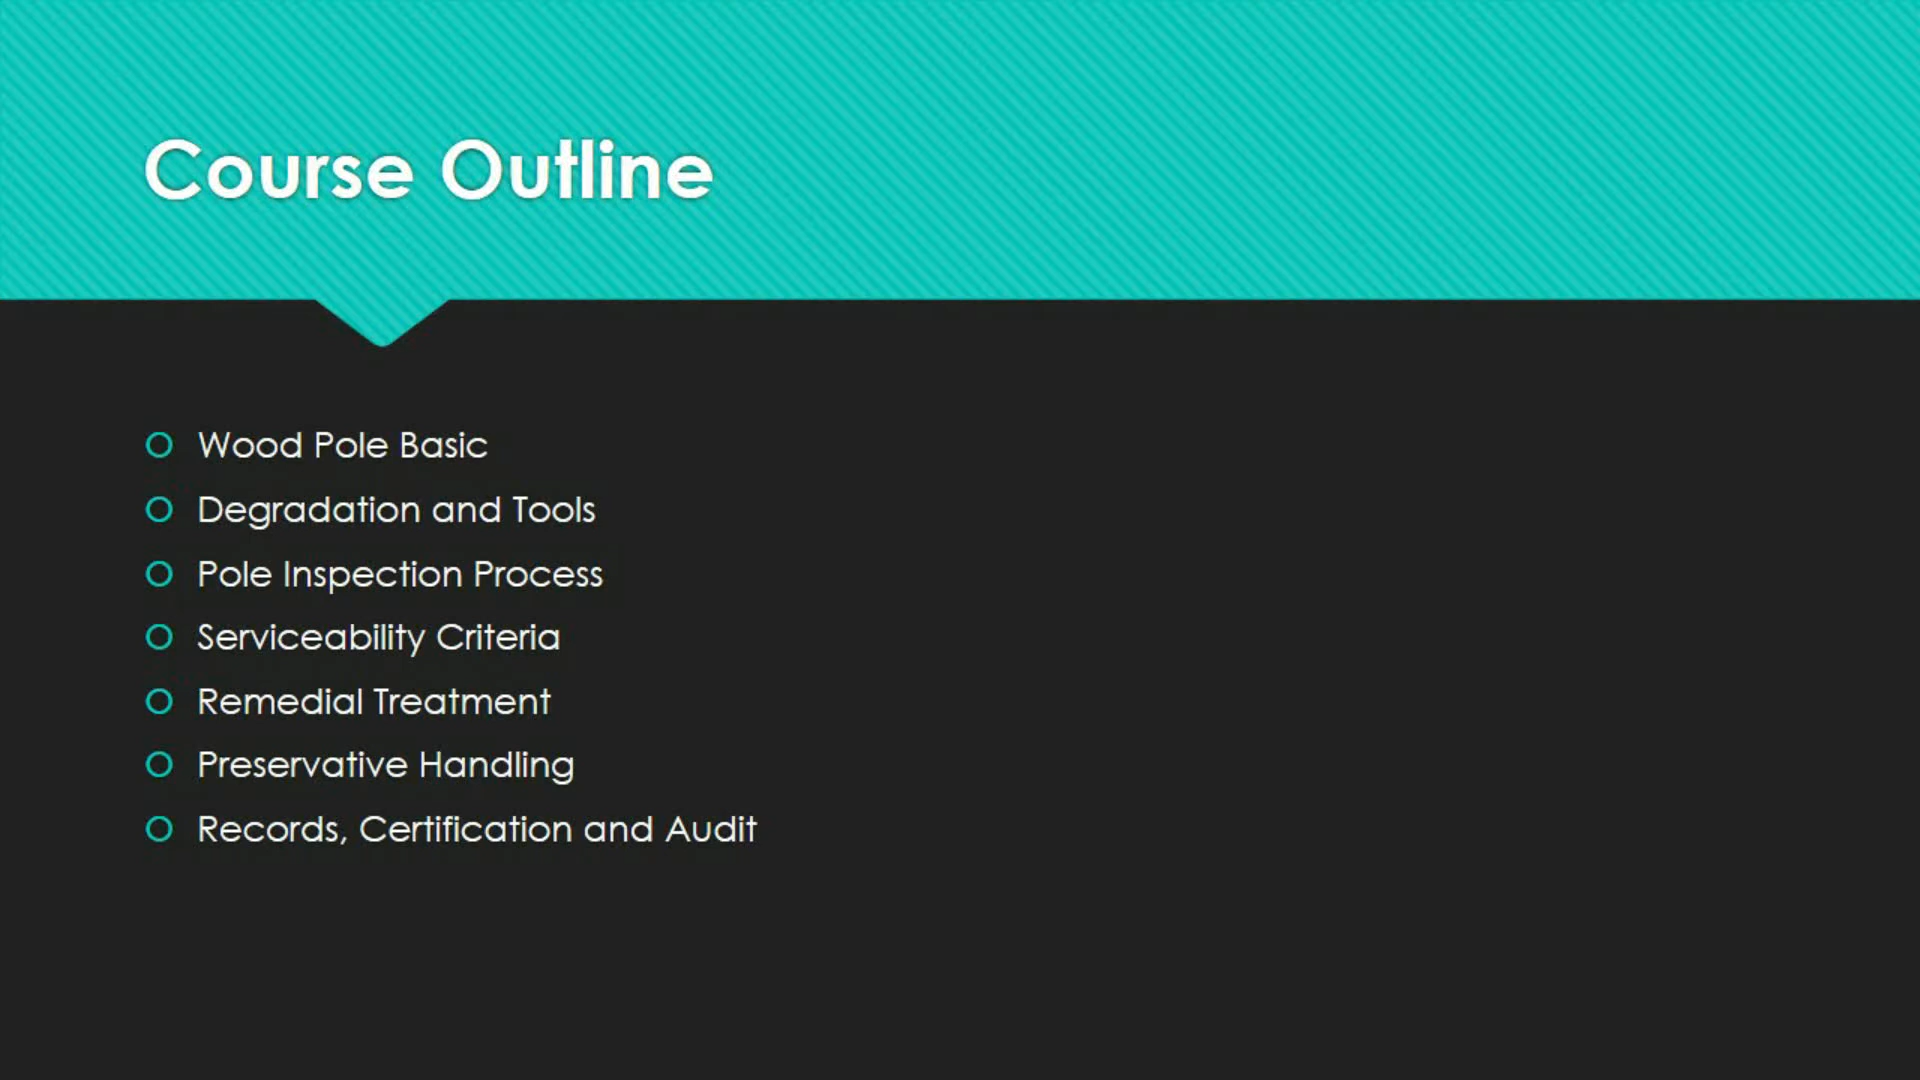 Course Outline
Wood Pole Basic
Degradation and Tools
Pole Inspection Process
Serviceability Criteria
Remedial Treatment
Preservative Handling
Records, Certification and Audit